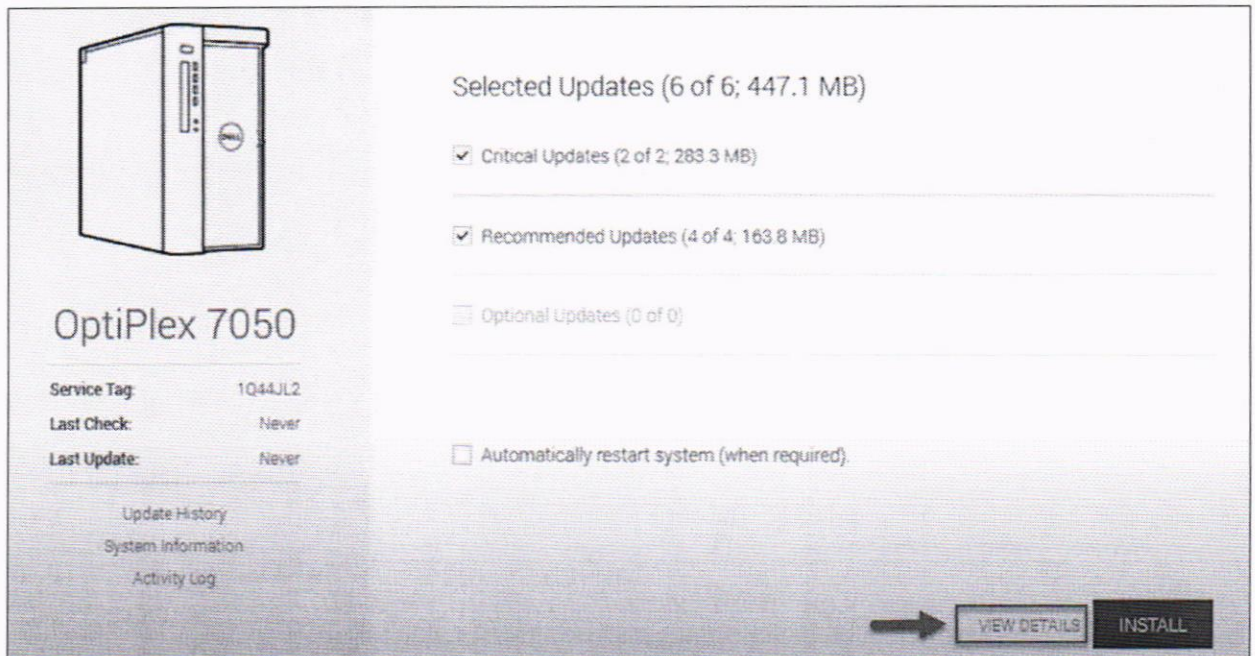 DELL
OptiPlex 7050
Service Tag: 1Q44JL2
Last Check: Never
Last Update: Never
Update History
System Information
Activity Log
Selected Updates (6 of 6; 447.1 MB)
Critical Updates (2 of 2; 283.3 MB)
Recommended Updates (4 of 4; 163.8 MB)
Optional Updates (0 of 0)
Automatically restart system (when required).
VIEW DETAILS
INSTALL